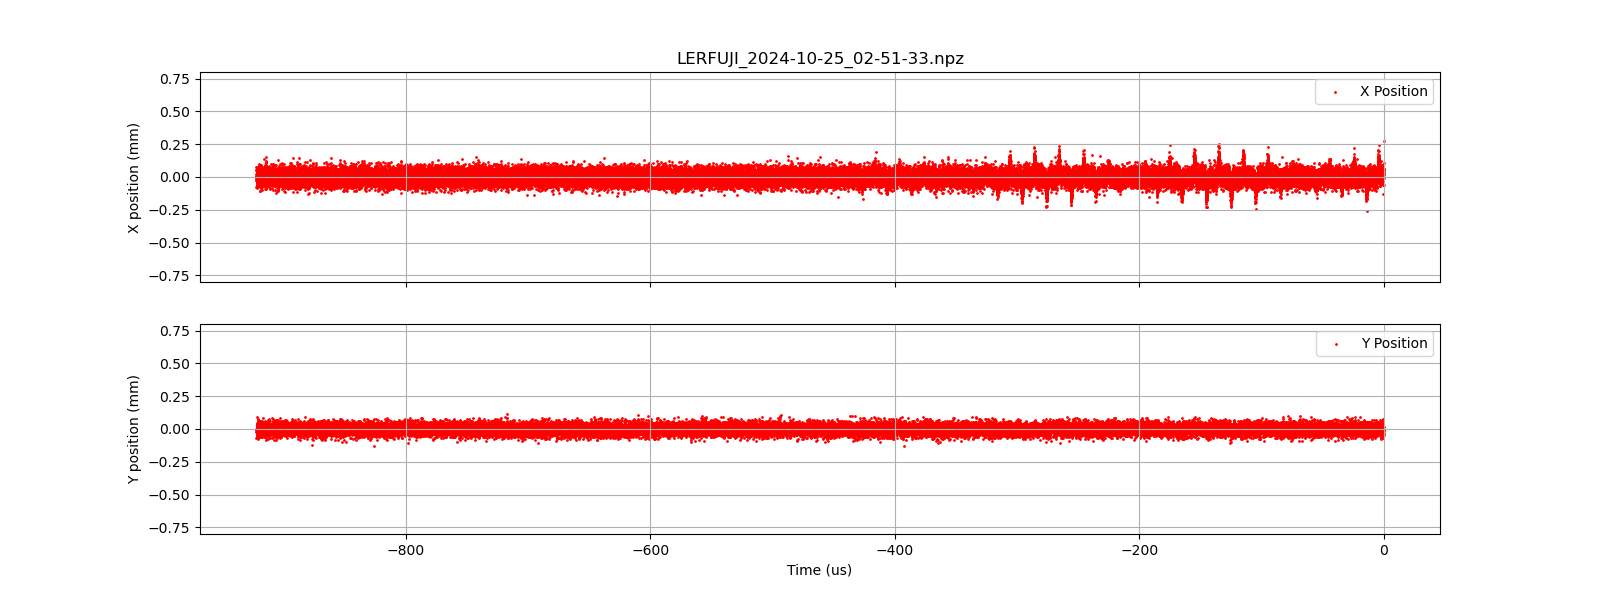 LERFUJI_2024-10-25_02-51-33.npz
0.75
0.50
0.25
0.00
−0.25
−0.50
−0.75
X position (mm)
X Position
0.75
0.50
0.25
0.00
−0.25
−0.50
−0.75
Y position (mm)
Y Position
−800 −600 −400 −200 0
Time (us)